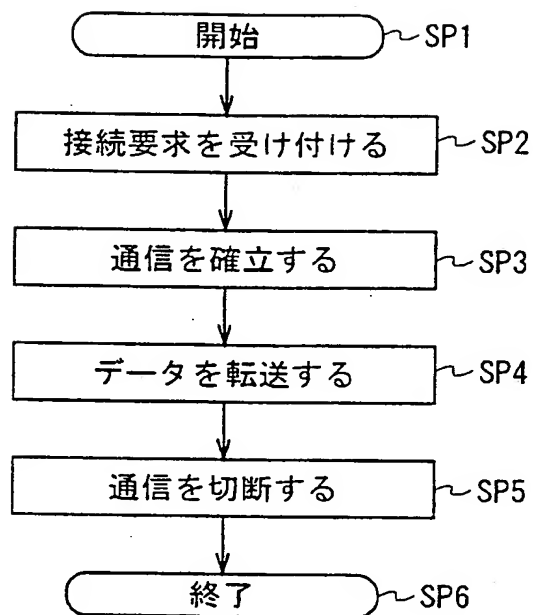 開始 SP1
接続要求を受け付ける SP2
通信を確立する SP3
データを転送する SP4
通信を切断する SP5
終了 SP6